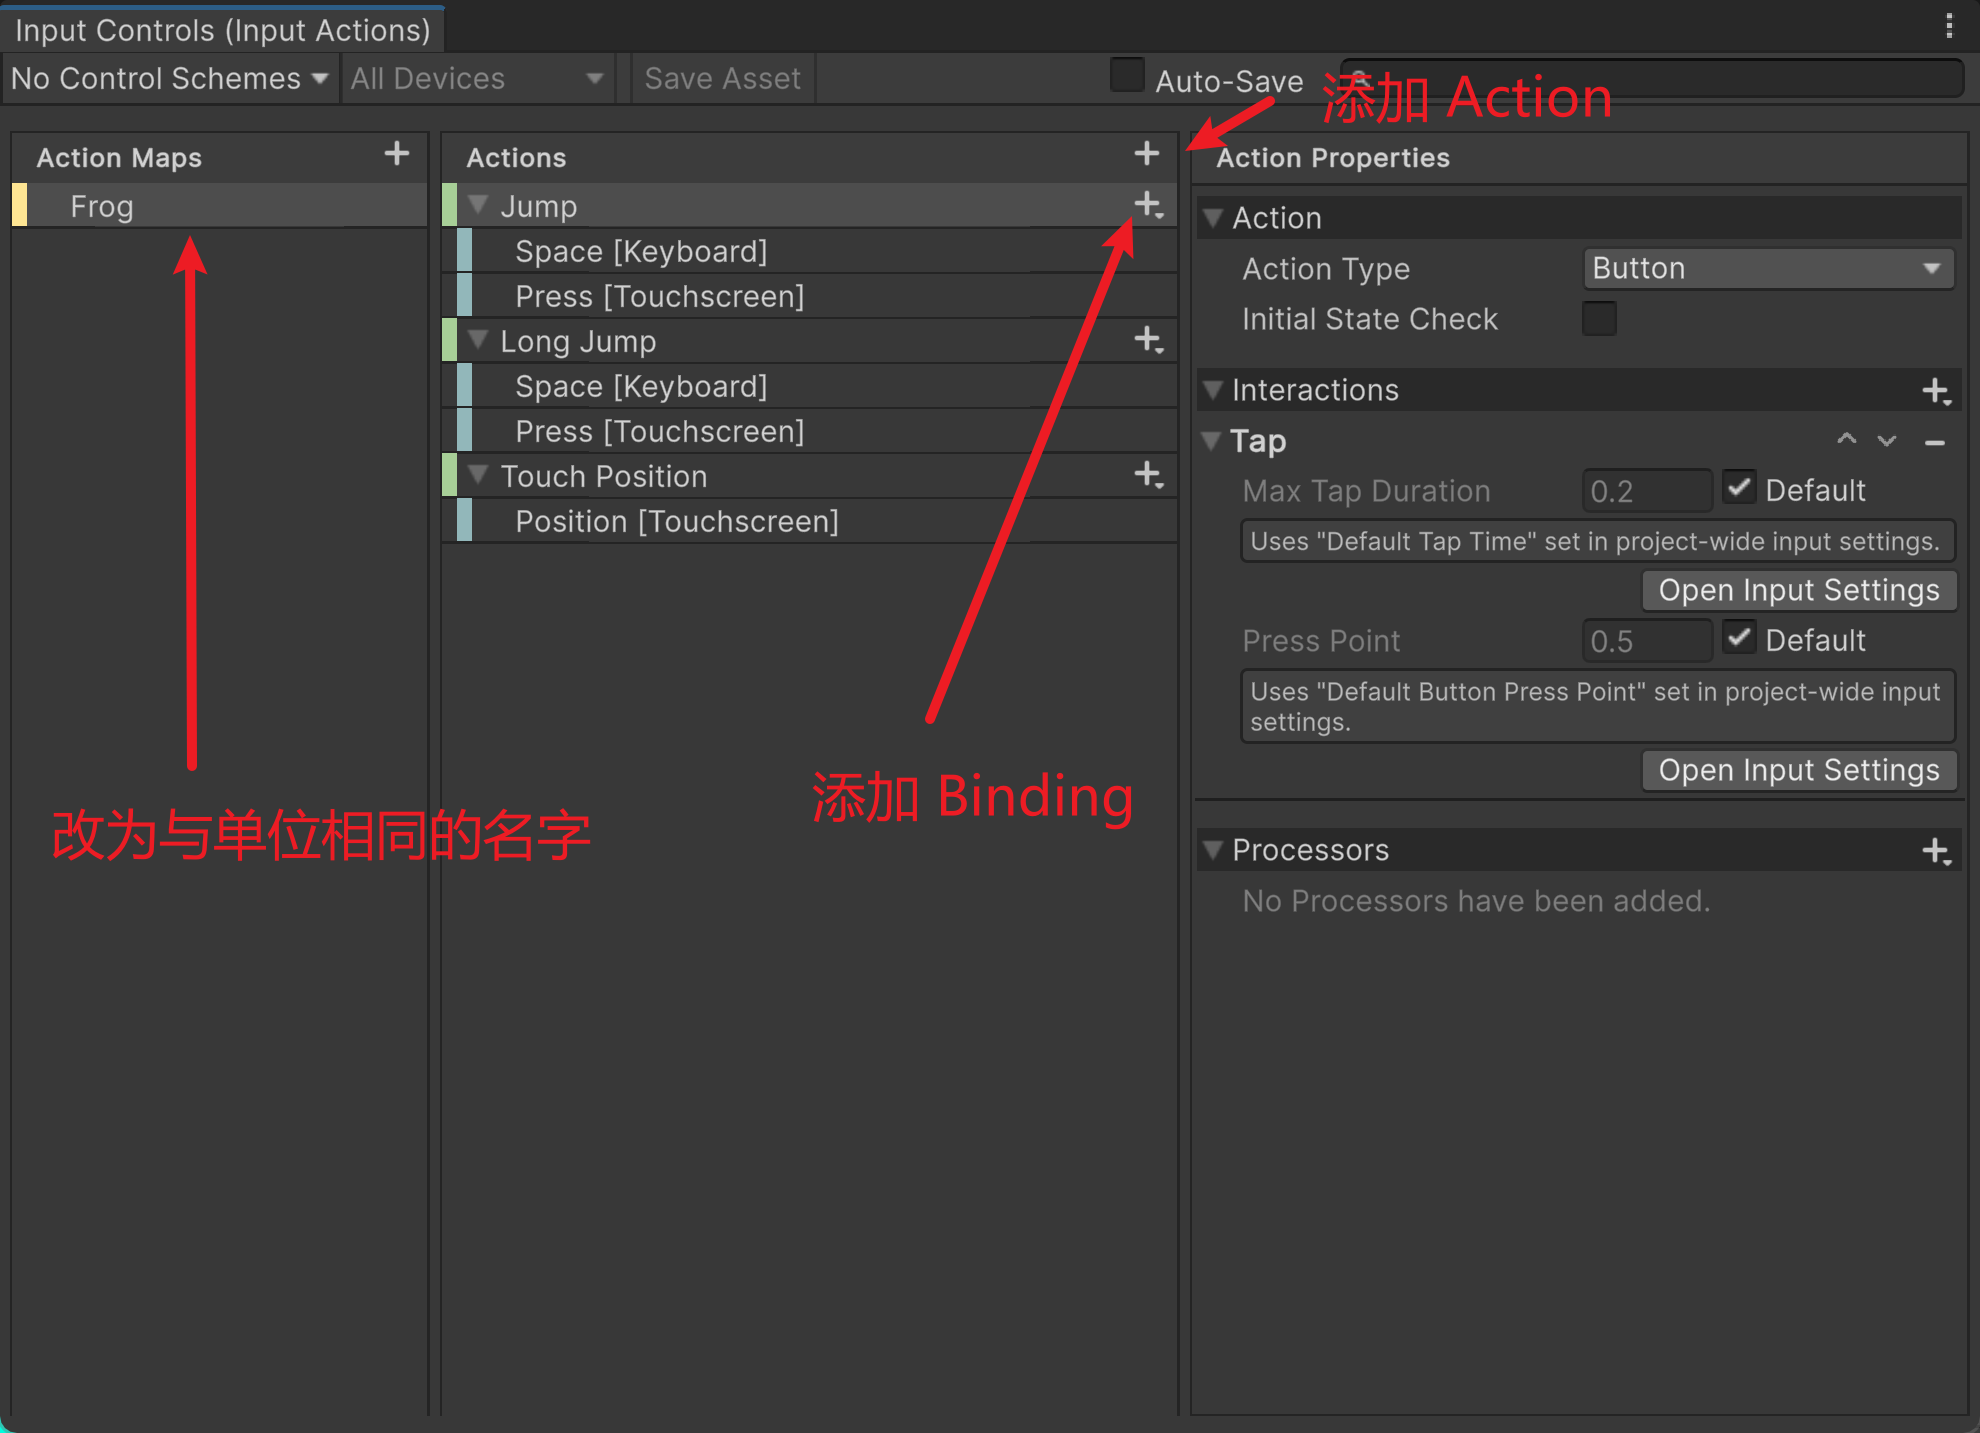 Input Controls (Input Actions)
No Control Schemes
All Devices
Save Asset
Auto-Save
添加 Action
Action Maps
Frog
改为与单位相同的名字
Actions
Jump
Space [Keyboard]
Press [Touchscreen]
Long Jump
Space [Keyboard]
Press [Touchscreen]
Touch Position
Position [Touchscreen]
添加 Binding
Action Properties
Action
Action Type Button
Initial State Check
Interactions
Tap
Max Tap Duration 0.2 Default
Uses "Default Tap Time" set in project-wide input settings.
Open Input Settings
Press Point 0.5 Default
Uses "Default Button Press Point" set in project-wide input
settings.
Open Input Settings
Processors
No Processors have been added.